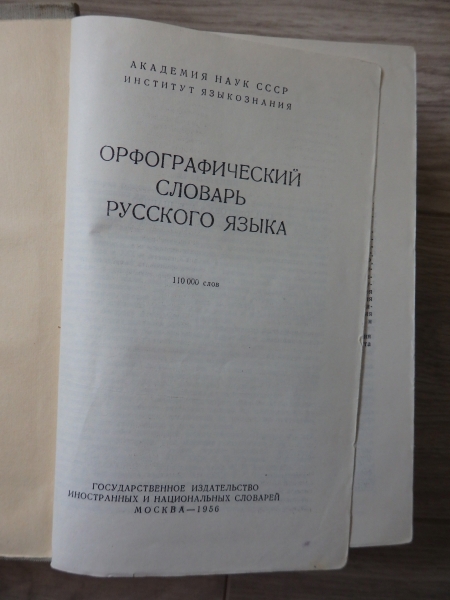 АКАДЕМИЯ НАУК СССР
ИНСТИТУТ ЯЗЫКОЗНАНИЯ
ОРФОГРАФИЧЕСКИЙ
СЛОВАРЬ
РУССКОГО ЯЗЫКА
110 000 слов
ГОСУДАРСТВЕННОЕ ИЗДАТЕЛЬСТВО
ИНОСТРАННЫХ И НАЦИОНАЛЬНЫХ СЛОВАРЕЙ
МОСКВА—1956